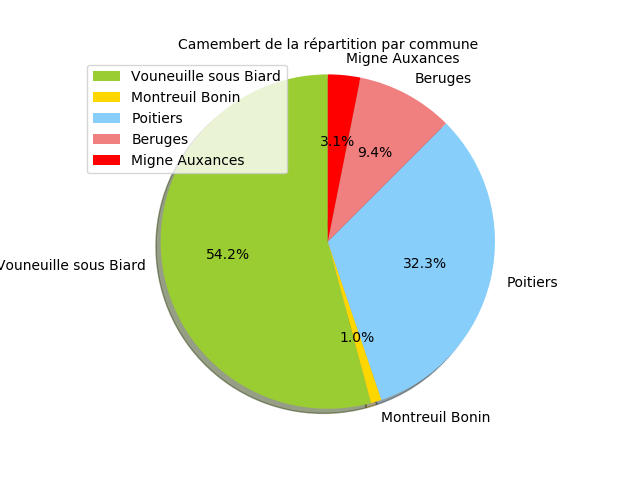 Camembert de la répartition par commune
Vouneuille sous Biard
Montreuil Bonin
Poitiers
Beruges
Migne Auxances
Migne Auxances
Beruges
3.1%
9.4%
54.2%
32.3%
Vouneuille sous Biard
Poitiers
1.0%
Montreuil Bonin